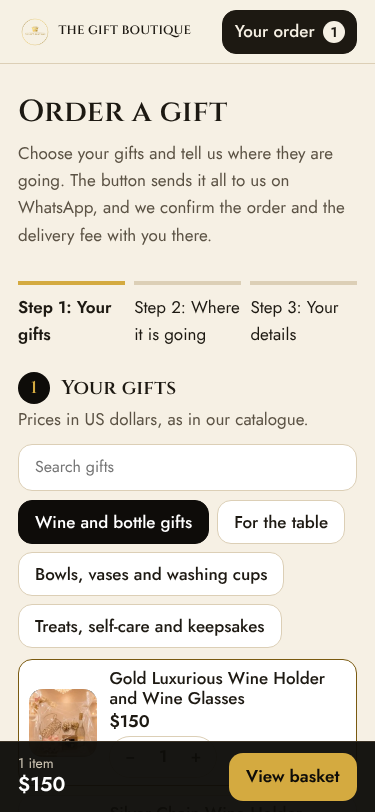 THE GIFT BOUTIQUE
Your order 1
Order a gift
Choose your gifts and tell us where they are
going. The button sends it all to us on
WhatsApp, and we confirm the order and the
delivery fee with you there.
Step 1: Your
gifts
Step 2: Where
it is going
Step 3: Your
details
1 Your gifts
Prices in US dollars, as in our catalogue.
Search gifts
Wine and bottle gifts
For the table
Bowls, vases and washing cups
Treats, self-care and keepsakes
Gold Luxurious Wine Holder
and Wine Glasses
$150
- 1 +
1 item
$150
View basket